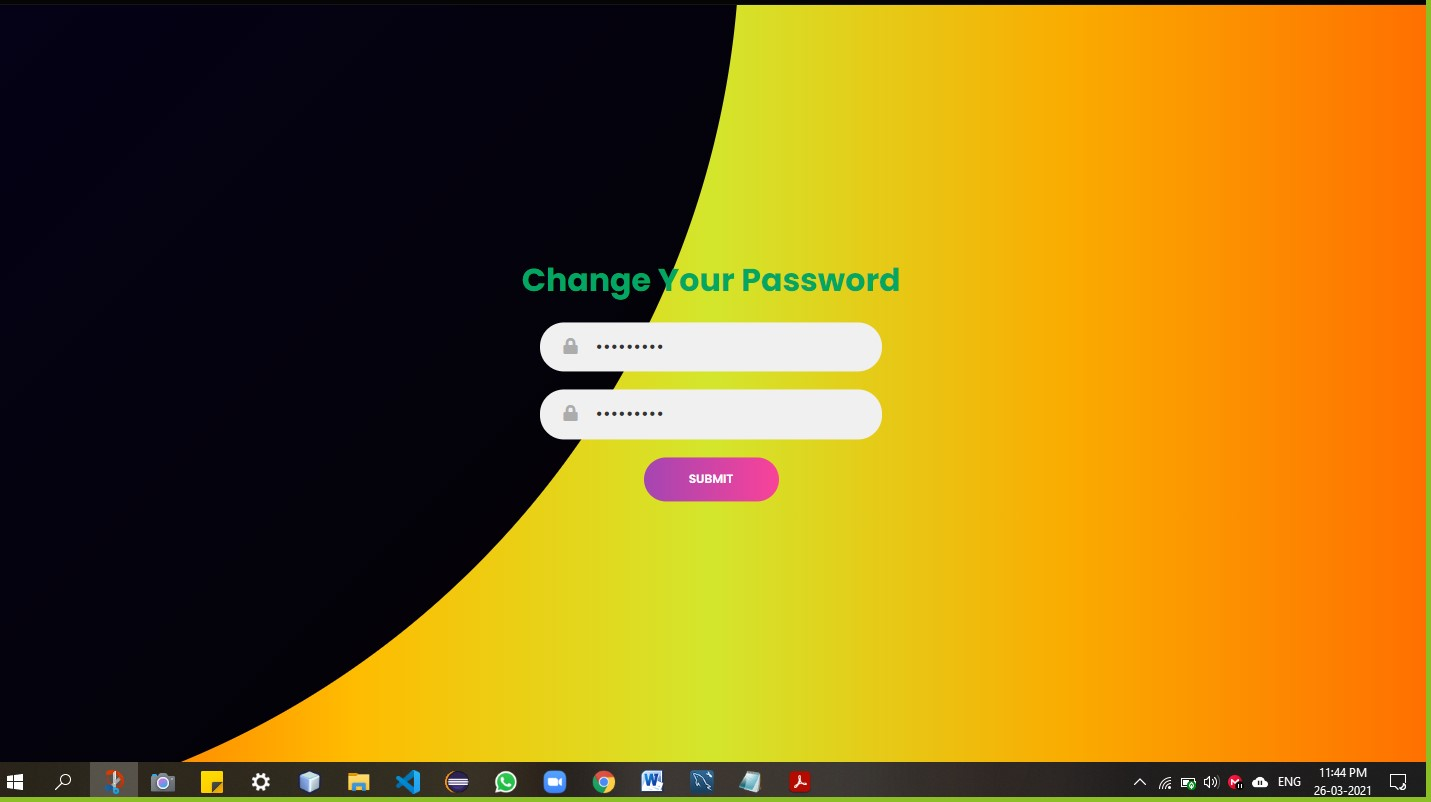 Change Your Password
•••••••••
•••••••••
SUBMIT
ENG
11:44 PM
26-03-2021